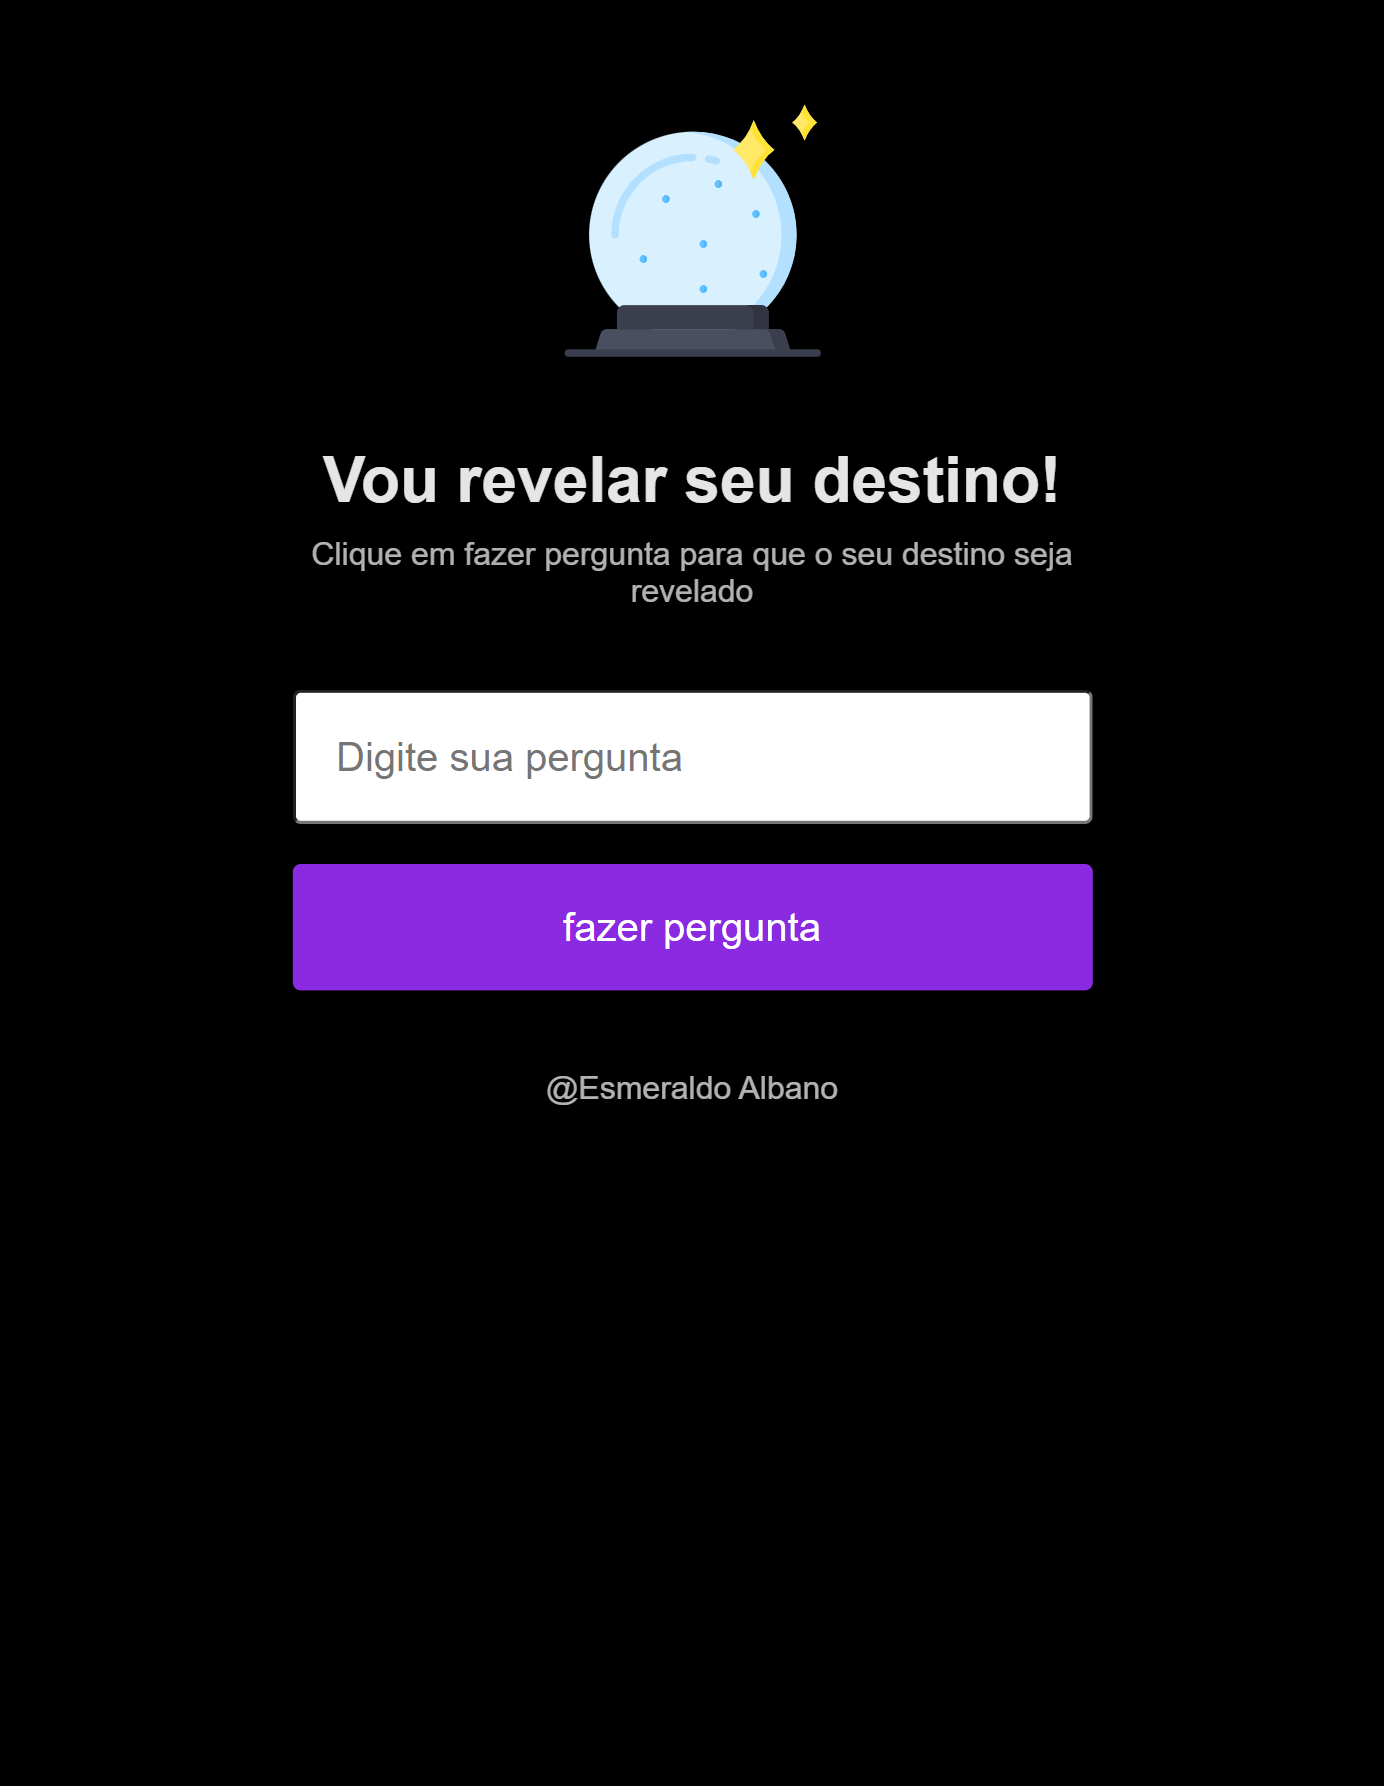 Vou revelar seu destino!
Clique em fazer pergunta para que o seu destino seja
revelado
Digite sua pergunta
fazer pergunta
@Esmeraldo Albano